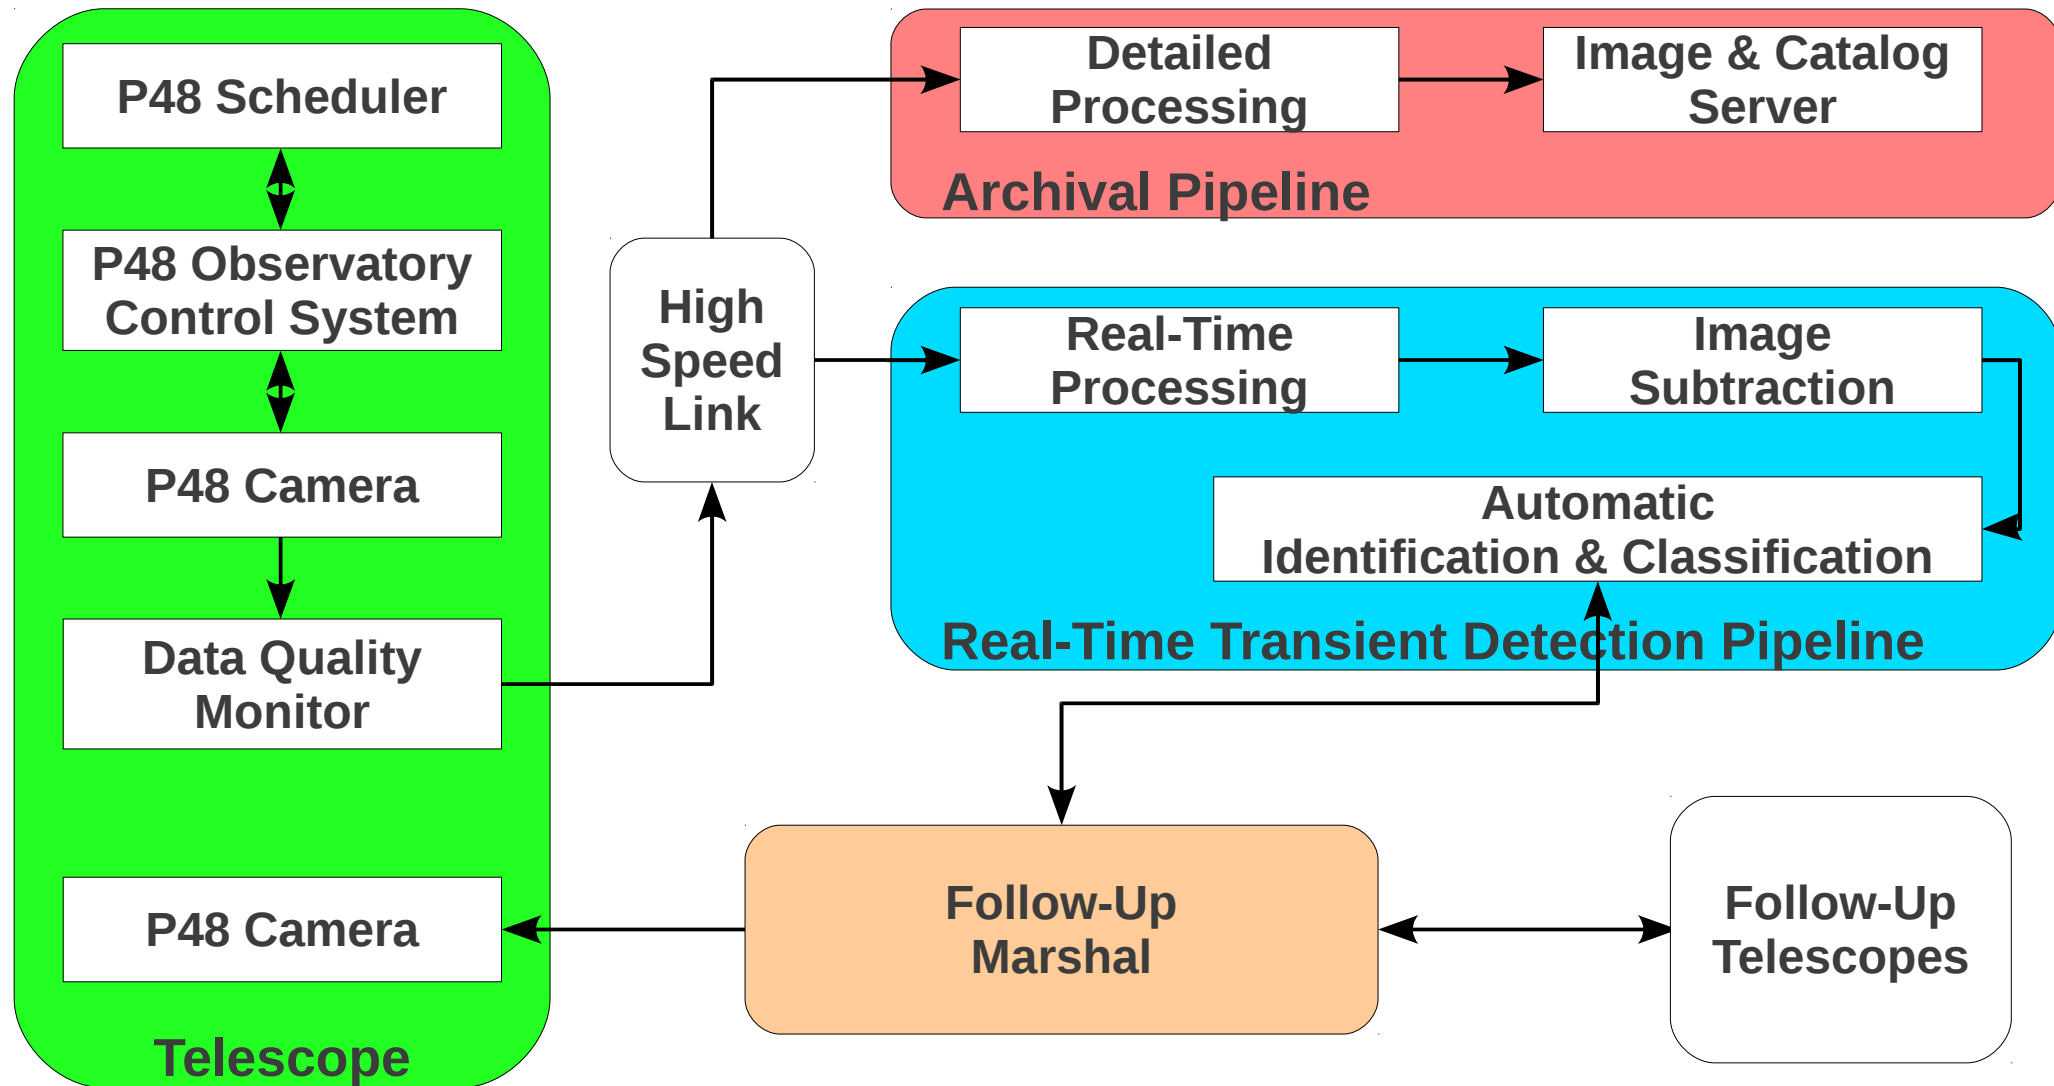 P48 Scheduler
P48 Observatory
Control System
P48 Camera
Data Quality
Monitor
P48 Camera
Telescope
High
Speed
Link
Detailed
Processing
Image & Catalog
Server
Archival Pipeline
Real-Time
Processing
Image
Subtraction
Automatic
Identification & Classification
Real-Time Transient Detection Pipeline
Follow-Up
Marshal
Follow-Up
Telescopes